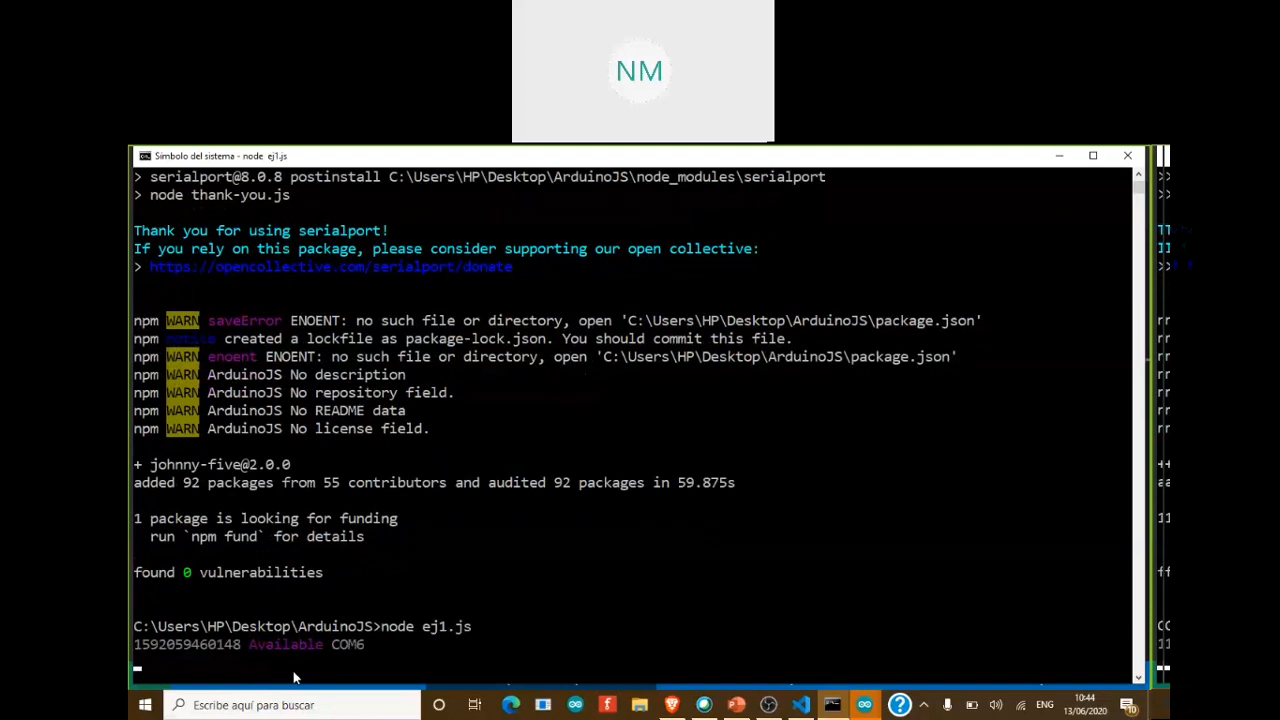 NM
Símbolo del sistema - node ej1.js
> serialport@8.0.8 postinstall C:\Users\HP\Desktop\ArduinoJS\node_modules\serialport
> node thank-you.js
Thank you for using serialport!
If you rely on this package, please consider supporting our open collective:
> https://opencollective.com/serialport/donate
npm WARN saveError ENOENT: no such file or directory, open 'C:\Users\HP\Desktop\ArduinoJS\package.json'
npm notice created a lockfile as package-lock.json. You should commit this file.
npm WARN enoent ENOENT: no such file or directory, open 'C:\Users\HP\Desktop\ArduinoJS\package.json'
npm WARN ArduinoJS No description
npm WARN ArduinoJS No repository field.
npm WARN ArduinoJS No README data
npm WARN ArduinoJS No license field.
+ johnny-five@2.0.0
added 92 packages from 55 contributors and audited 92 packages in 59.875s
1 package is looking for funding
run `npm fund` for details
found 0 vulnerabilities
C:\Users\HP\Desktop\ArduinoJS>node ej1.js
1592059460148 Available COM6
Escribe aquí para buscar
ENG
10:44
13/06/2020
10